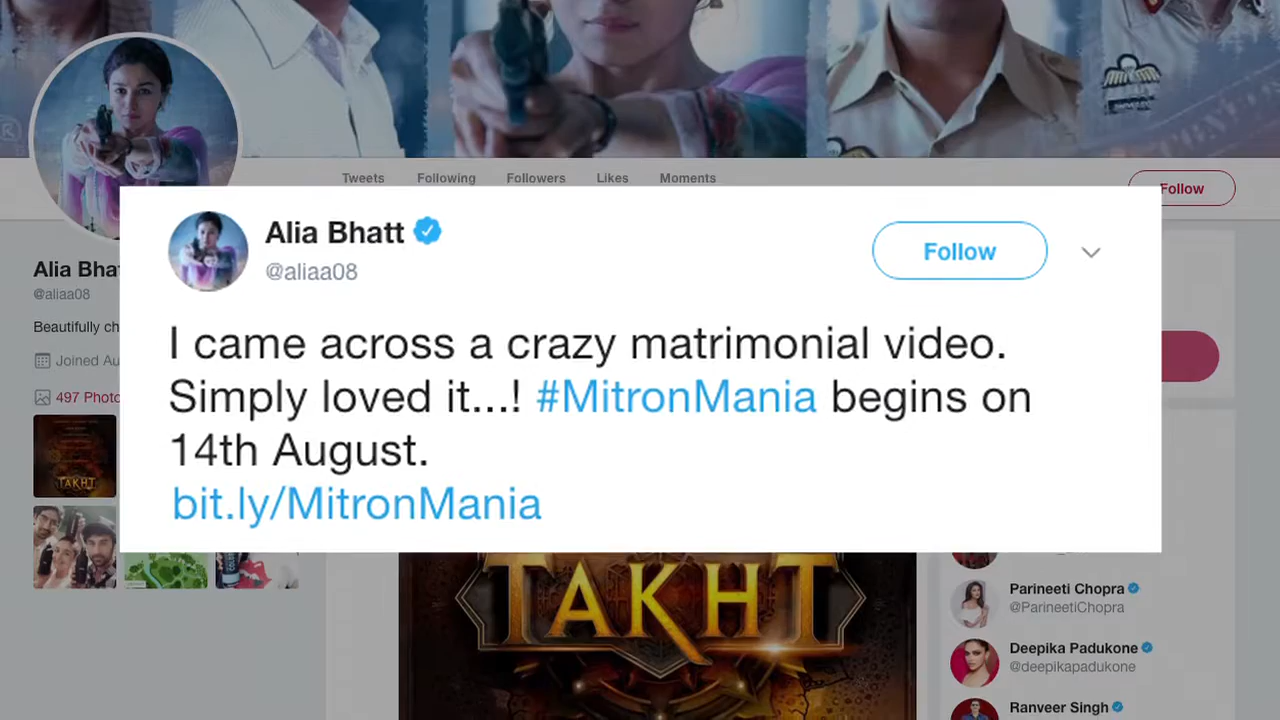 Tweets Following Followers Likes Moments
Follow
Alia Bhatt
@aliaa08
Follow
I came across a crazy matrimonial video.
Simply loved it...! #MitronMania begins on
14th August.
bit.ly/MitronMania
Alia Bha
@aliaa08
Beautifully ch
Joined Au
497 Photo
TAKHT
TAKHT
Parineeti Chopra
@ParineetiChopra
Deepika Padukone
@deepikapadukone
Ranveer Singh